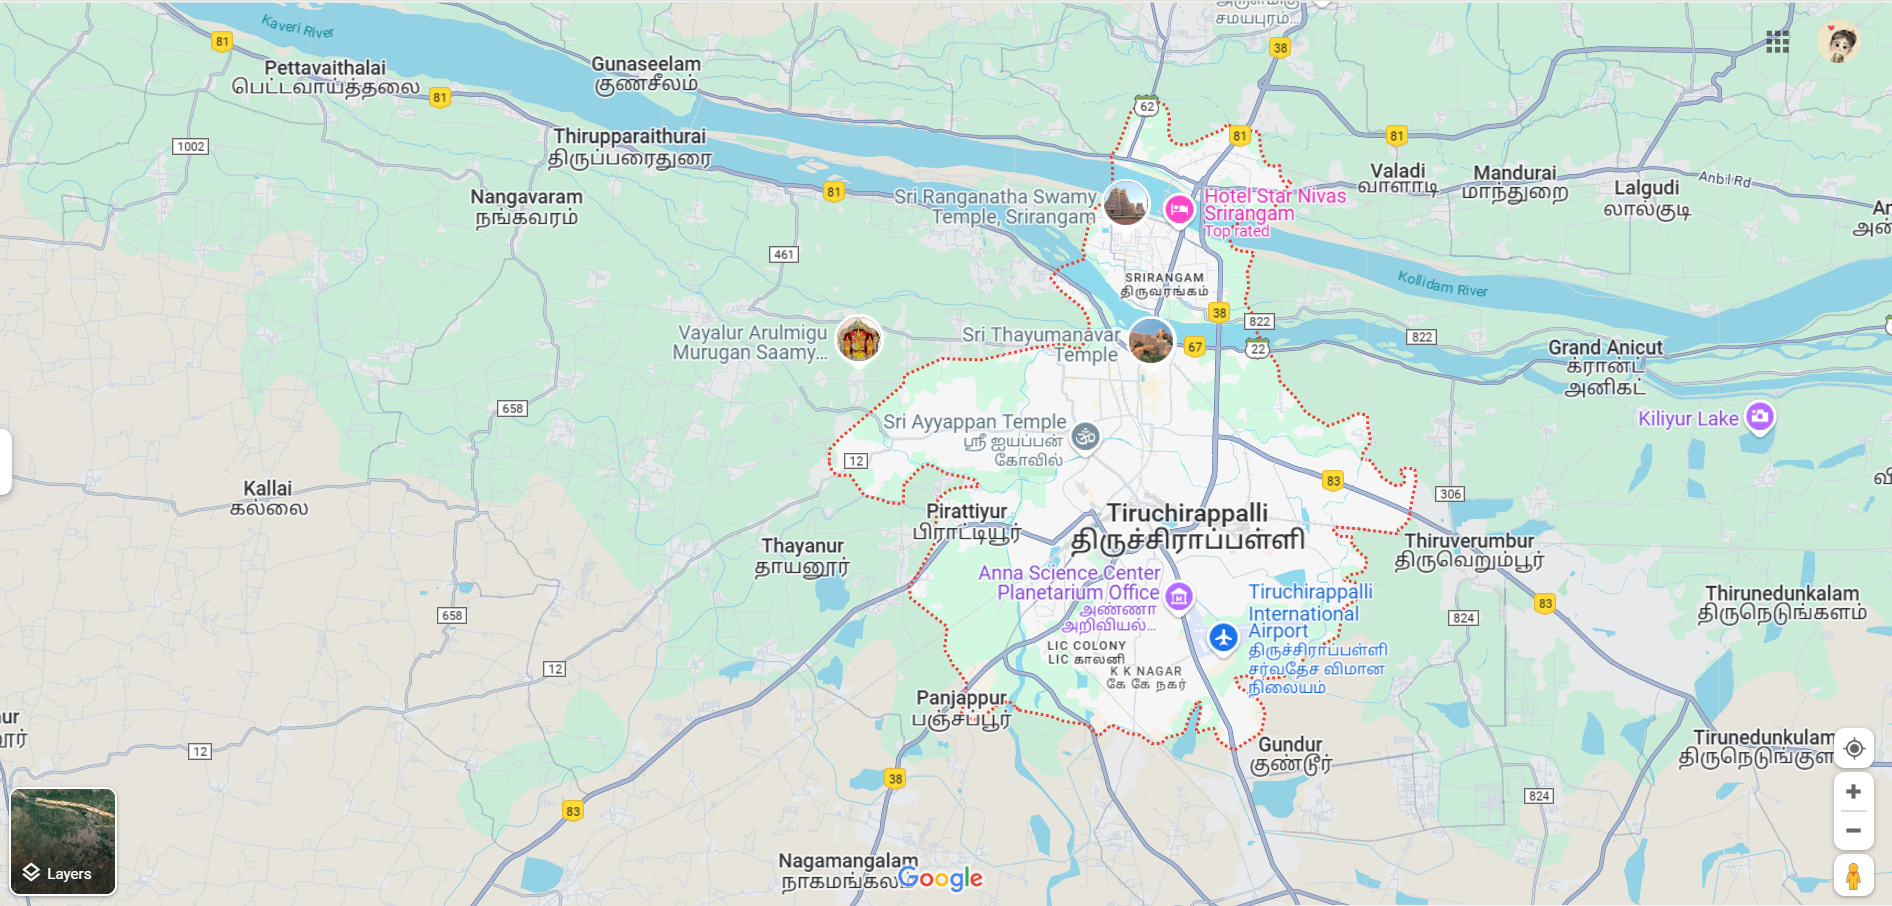 Kaveri River
81
Pettavaithalai
பெட்டவாய்த்தலை
81
Gunaseelam
குணசீலம்
சமயபுரம்...
38
62
81
81
1002
Thirupparaithurai
திருப்பரைதுரை
81
Nangavaram
நங்கவரம்
Sri Ranganatha Swamy
Temple, Srirangam
Hotel Star Nivas
Srirangam
Top rated
Valadi
வாளாடி
Mandurai
மாந்துறை
Lalgudi
லால்குடி
Anbil Rd
461
SRIRANGAM
திருவரங்கம்
Kollidam River
38
822
Vayalur Arulmigu
Murugan Saamy...
Sri Thayumanavar
Temple
67
22
822
Grand Anicut
க்ராண்ட்
அனிகட்
658
Sri Ayyappan Temple
ஸ்ரீ ஐயப்பன்
கோவில்
Kiliyur Lake
12
83
306
Kallai
கல்லை
Pirattiyur
பிராட்டியூர்
Tiruchirappalli
திருச்சிராப்பள்ளி
Thayanur
தாயனூர்
Thiruverumbur
திருவெறும்பூர்
Anna Science Center
Planetarium Office
அண்ணா
அறிவியல்...
Tiruchirappalli
International
Airport
திருச்சிராப்பள்ளி
சர்வதேச விமான
நிலையம்
83
Thirunedunkalam
திருநெடுங்களம்
658
824
LIC COLONY
LIC காலனி
K K NAGAR
கே கே நகர்
12
Panjappur
பஞ்சப்பூர்
12
Gundur
குண்டூர்
Tirunedunkulam
38
83
824
Nagamangalam
Layers
Google